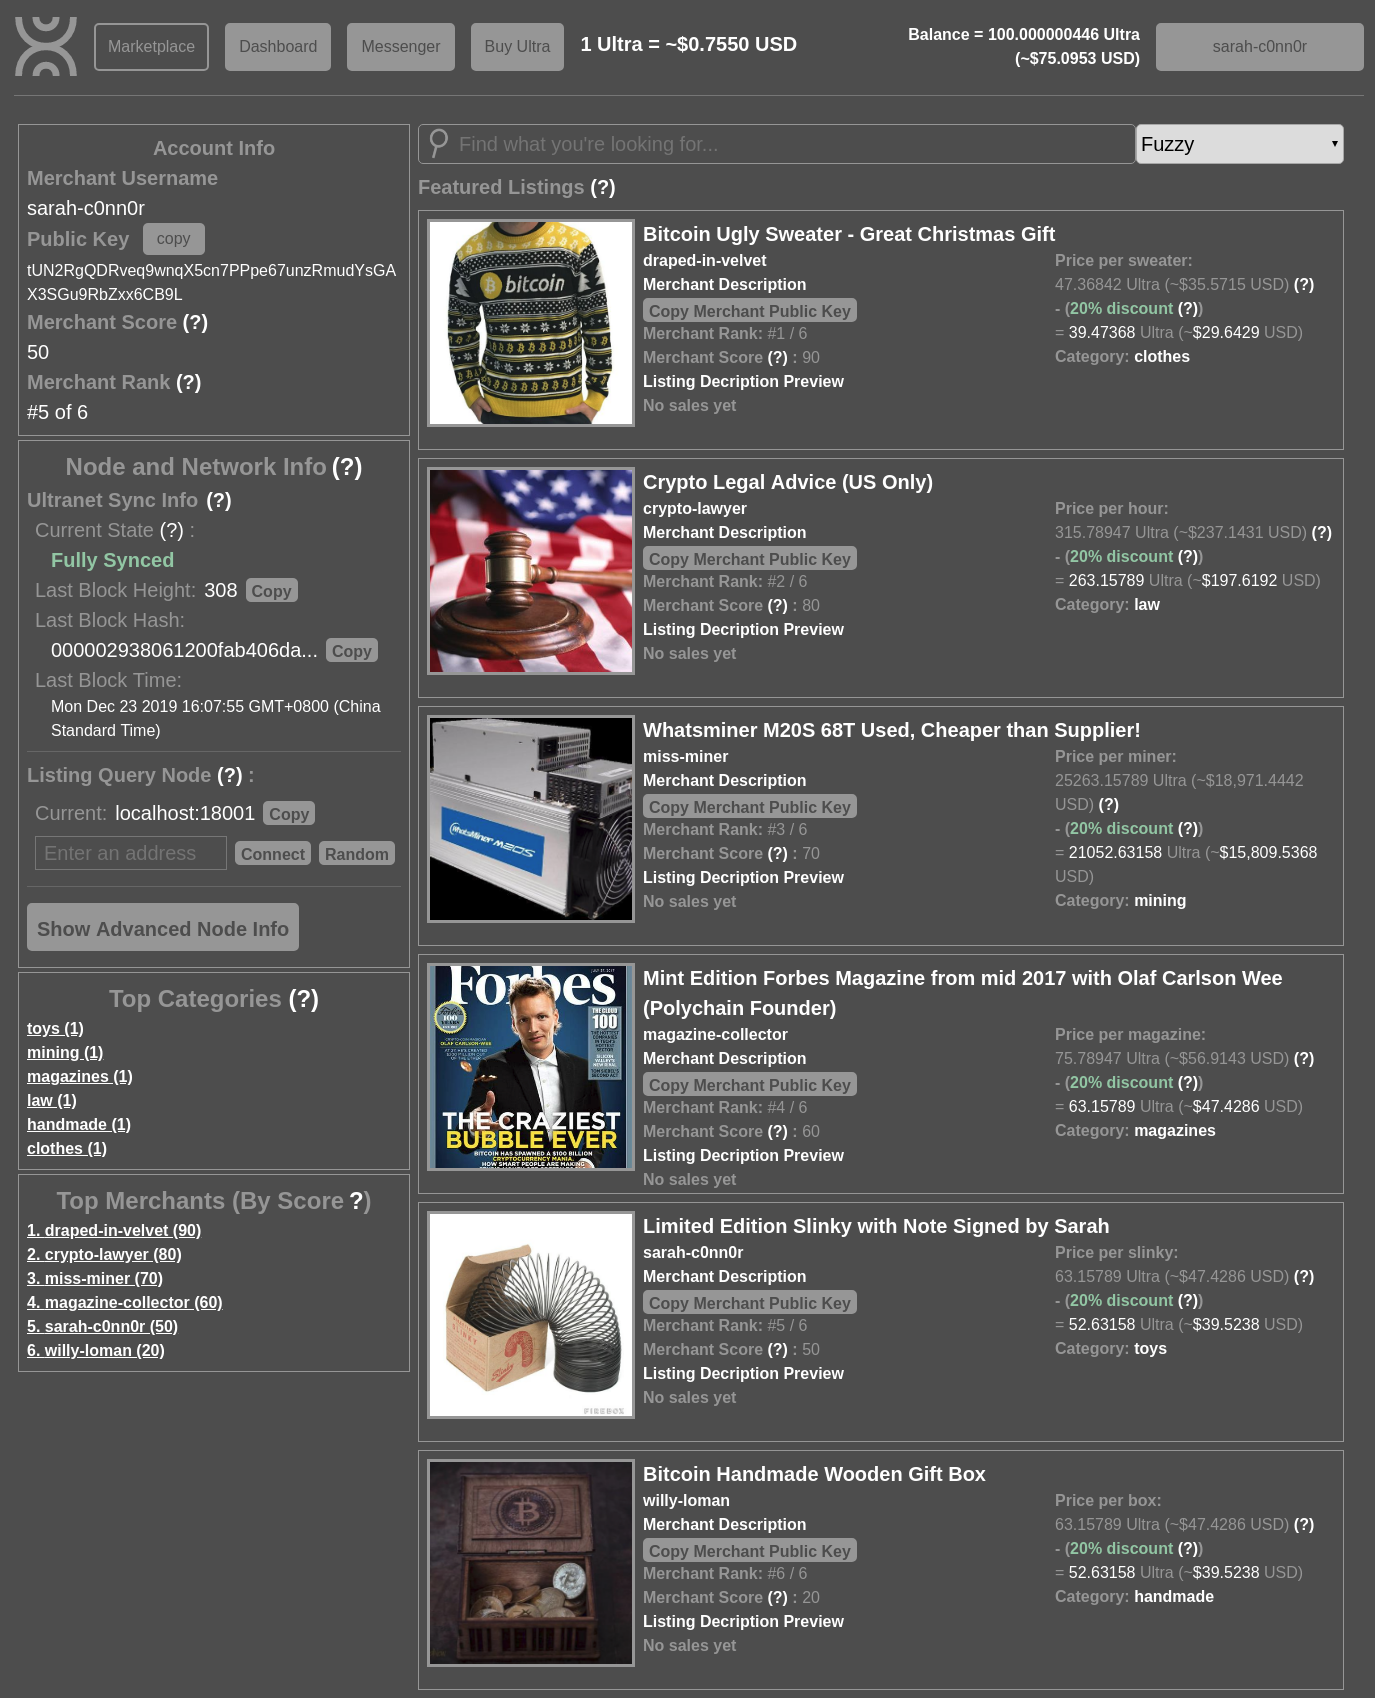 Marketplace
Dashboard
Messenger
Buy Ultra
1 Ultra = ~$0.7550 USD
Balance = 100.000000446 Ultra
(~$75.0953 USD)
sarah-c0nn0r
Account Info
Merchant Username
sarah-c0nn0r
Public Key copy
tUN2RgQDRveq9wnqX5cn7PPpe67unzRmudYsGA
X3SGu9RbZxx6CB9L
Merchant Score (?)
50
Merchant Rank (?)
#5 of 6
Node and Network Info (?)
Ultranet Sync Info (?)
Current State (?) :
Fully Synced
Last Block Height: 308 Copy
Last Block Hash:
000002938061200fab406da... Copy
Last Block Time:
Mon Dec 23 2019 16:07:55 GMT+0800 (China
Standard Time)
Listing Query Node (?) :
Current: localhost:18001 Copy
Enter an address Connect Random
Show Advanced Node Info
Top Categories (?)
toys (1)
mining (1)
magazines (1)
law (1)
handmade (1)
clothes (1)
Top Merchants (By Score ?)
1. draped-in-velvet (90)
2. crypto-lawyer (80)
3. miss-miner (70)
4. magazine-collector (60)
5. sarah-c0nn0r (50)
6. willy-loman (20)
Find what you're looking for...
Fuzzy
Featured Listings (?)
bitcoin
Bitcoin Ugly Sweater - Great Christmas Gift
draped-in-velvet
Merchant Description
Copy Merchant Public Key
Merchant Rank: #1 / 6
Merchant Score (?) : 90
Listing Decription Preview
No sales yet
Price per sweater:
47.36842 Ultra (~$35.5715 USD) (?)
- (20% discount (?))
= 39.47368 Ultra (~$29.6429 USD)
Category: clothes
Crypto Legal Advice (US Only)
crypto-lawyer
Merchant Description
Copy Merchant Public Key
Merchant Rank: #2 / 6
Merchant Score (?) : 80
Listing Decription Preview
No sales yet
Price per hour:
315.78947 Ultra (~$237.1431 USD) (?)
- (20% discount (?))
= 263.15789 Ultra (~$197.6192 USD)
Category: law
WhatsMiner M20S
Whatsminer M20S 68T Used, Cheaper than Supplier!
miss-miner
Merchant Description
Copy Merchant Public Key
Merchant Rank: #3 / 6
Merchant Score (?) : 70
Listing Decription Preview
No sales yet
Price per miner:
25263.15789 Ultra (~$18,971.4442
USD) (?)
- (20% discount (?))
= 21052.63158 Ultra (~$15,809.5368
USD)
Category: mining
Forbes
THE CLOUD
100
THE CRAZIEST
BUBBLE EVER
BITCOIN HAS SPAWNED A $100 BILLION
CRYPTOCURRENCY MANIA.
HOW SMART PEOPLE ARE MAKING
Mint Edition Forbes Magazine from mid 2017 with Olaf Carlson Wee
(Polychain Founder)
magazine-collector
Merchant Description
Copy Merchant Public Key
Merchant Rank: #4 / 6
Merchant Score (?) : 60
Listing Decription Preview
No sales yet
Price per magazine:
75.78947 Ultra (~$56.9143 USD) (?)
- (20% discount (?))
= 63.15789 Ultra (~$47.4286 USD)
Category: magazines
FIREBOX
Limited Edition Slinky with Note Signed by Sarah
sarah-c0nn0r
Merchant Description
Copy Merchant Public Key
Merchant Rank: #5 / 6
Merchant Score (?) : 50
Listing Decription Preview
No sales yet
Price per slinky:
63.15789 Ultra (~$47.4286 USD) (?)
- (20% discount (?))
= 52.63158 Ultra (~$39.5238 USD)
Category: toys
Bitcoin Handmade Wooden Gift Box
willy-loman
Merchant Description
Copy Merchant Public Key
Merchant Rank: #6 / 6
Merchant Score (?) : 20
Listing Decription Preview
No sales yet
Price per box:
63.15789 Ultra (~$47.4286 USD) (?)
- (20% discount (?))
= 52.63158 Ultra (~$39.5238 USD)
Category: handmade